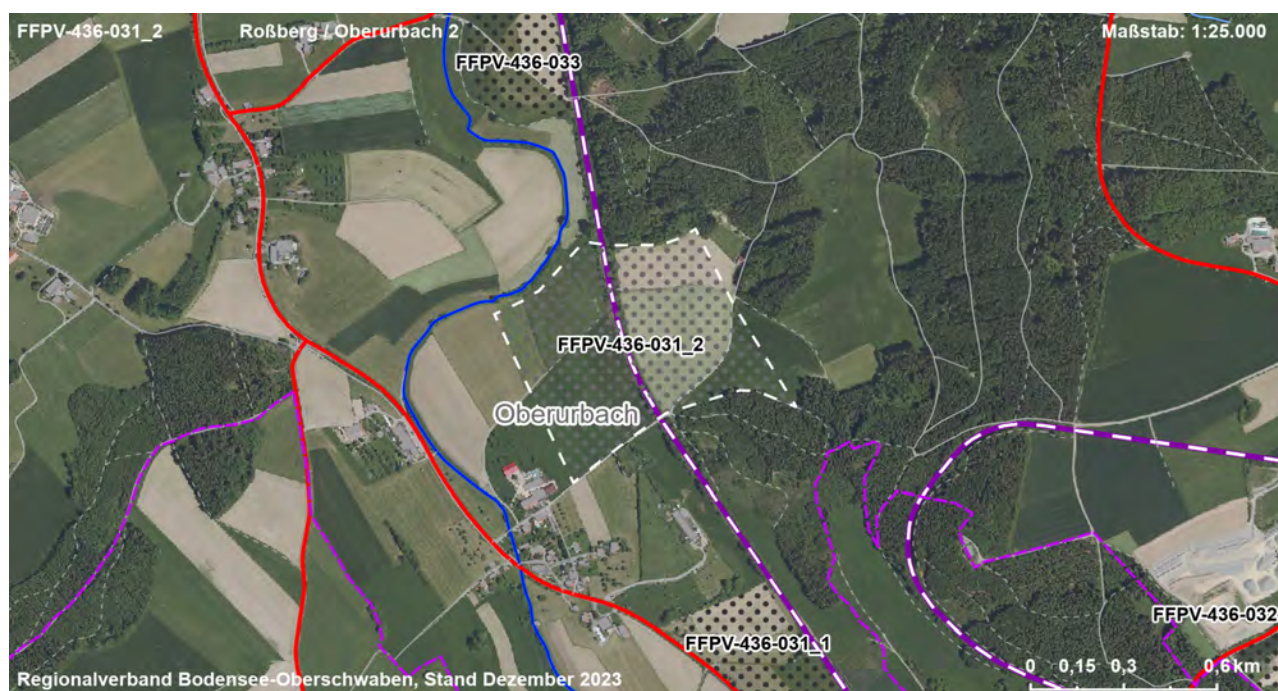 FFPV-436-031_2
Roßberg / Oberurbach 2
Maßstab: 1:25.000
FFPV-436-033
FFPV-436-031_2
Oberurbach
FFPV-436-032
FFPV-436-031_1
0 0,15 0,3 0,6 km
Regionalverband Bodensee-Oberschwaben, Stand Dezember 2023